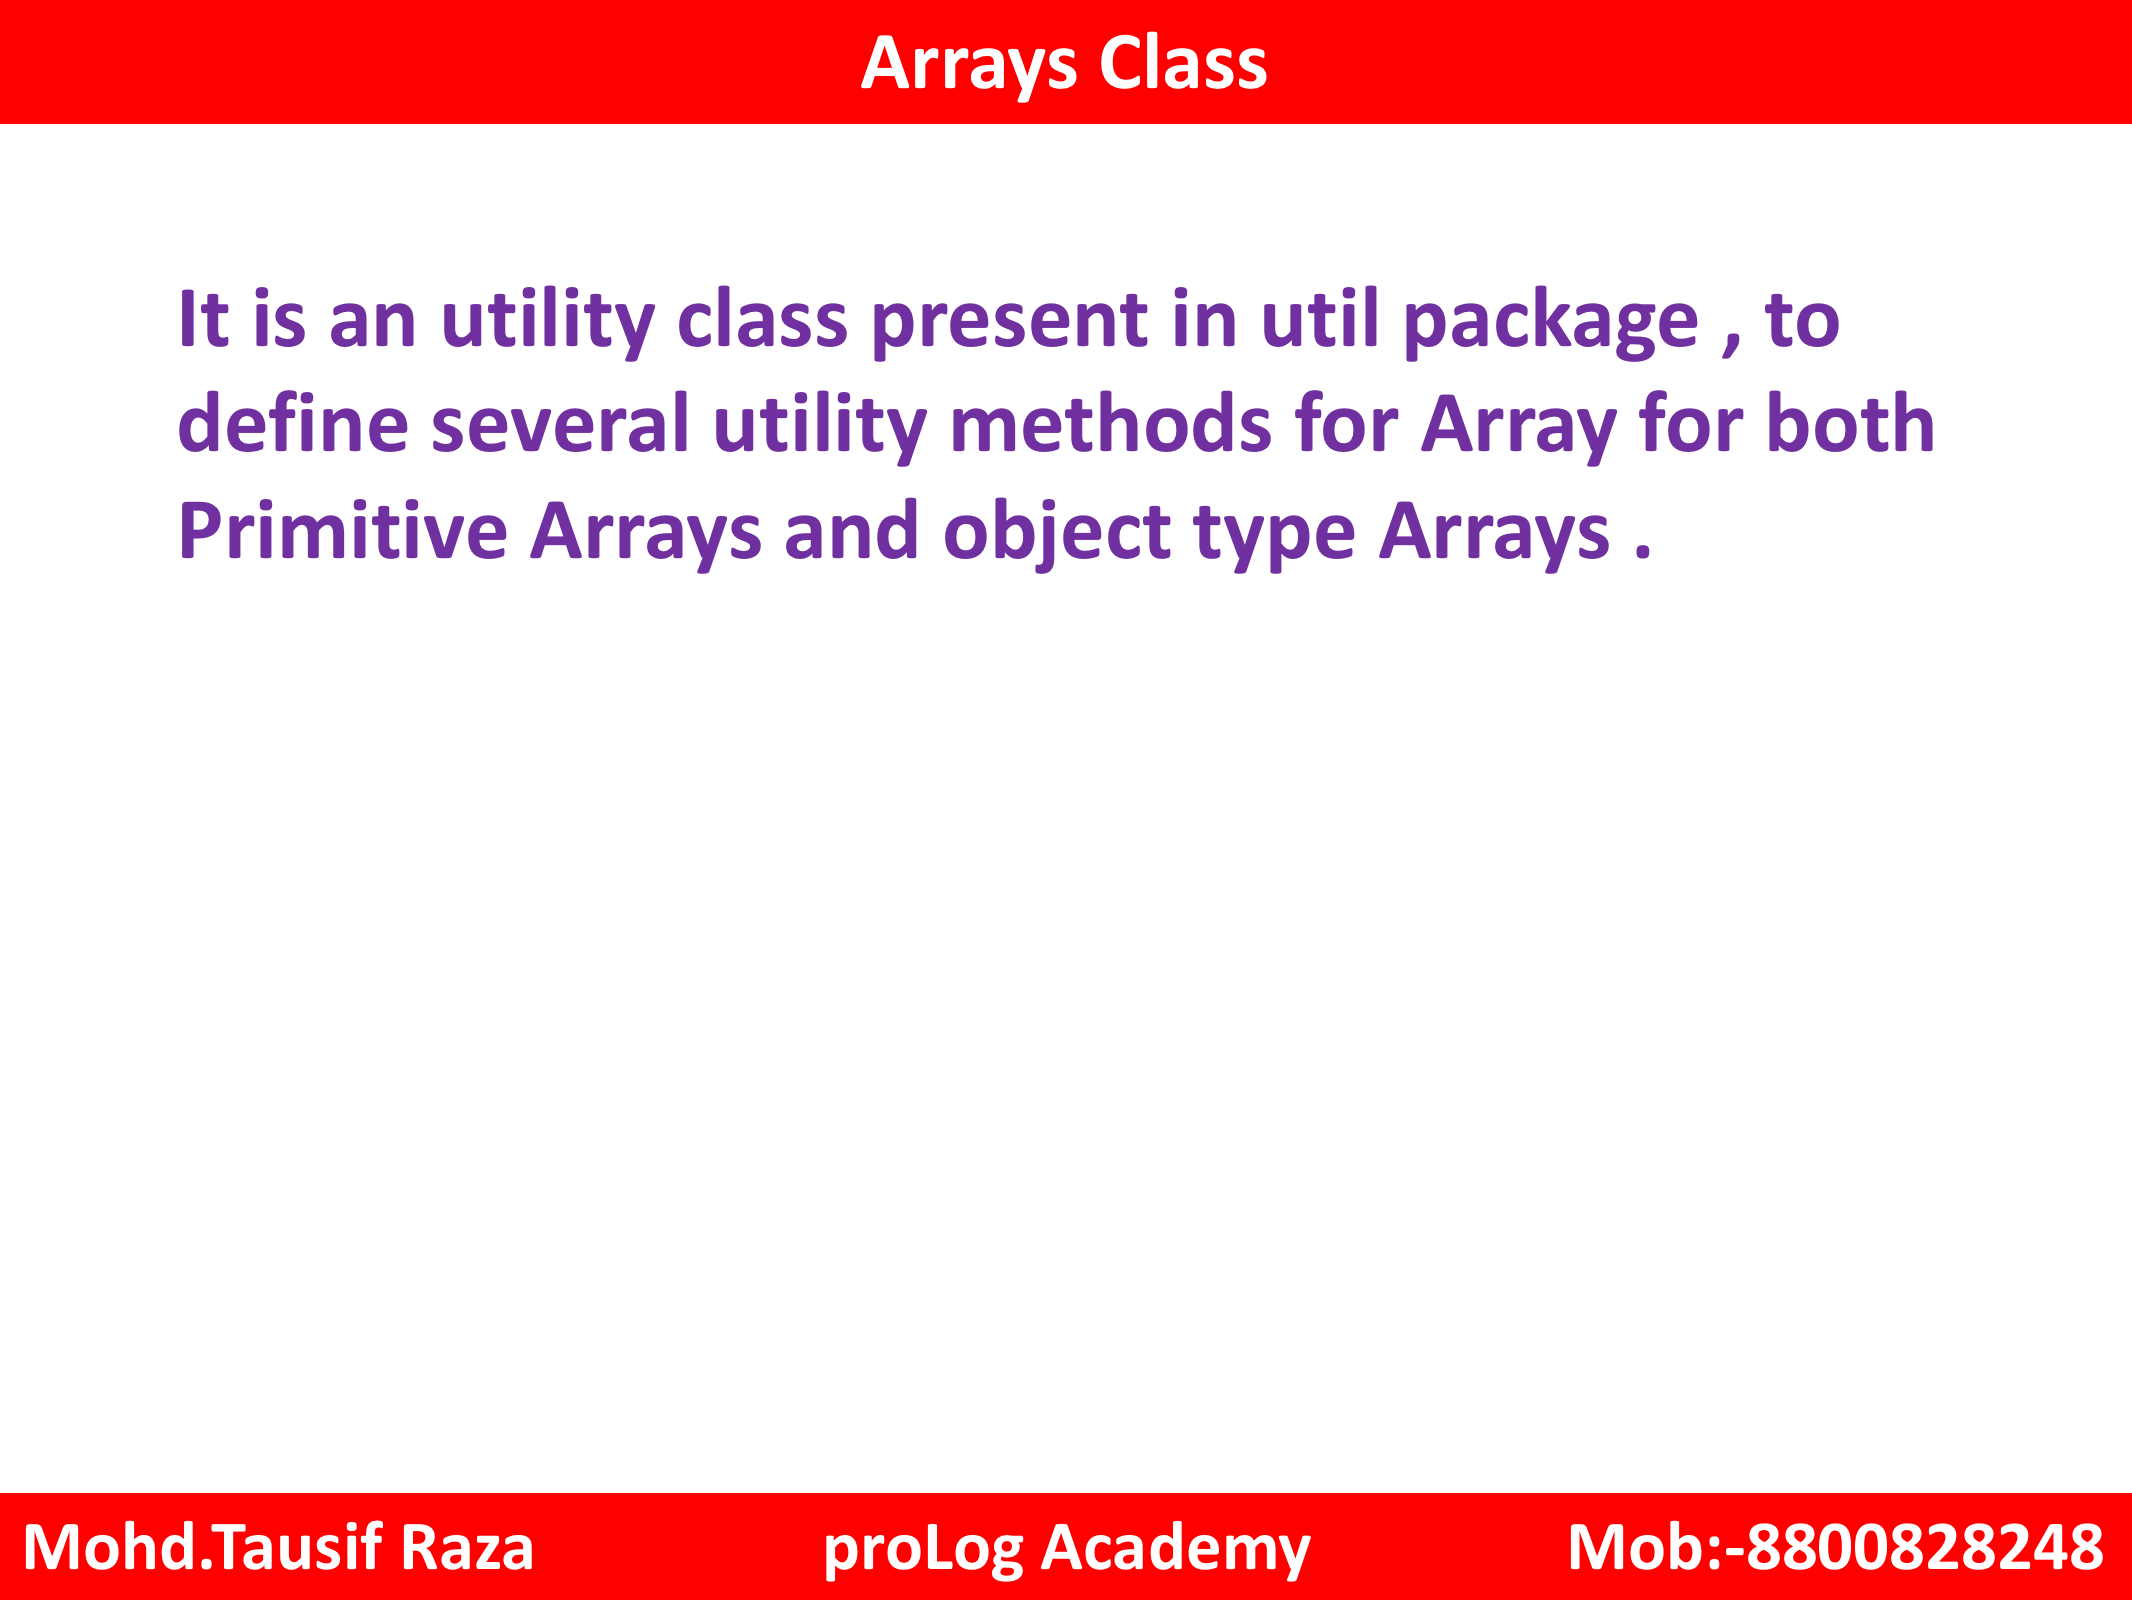 Arrays Class
It is an utility class present in util package , to
define several utility methods for Array for both
Primitive Arrays and object type Arrays .
Mohd.Tausif Raza proLog Academy Mob:-8800828248